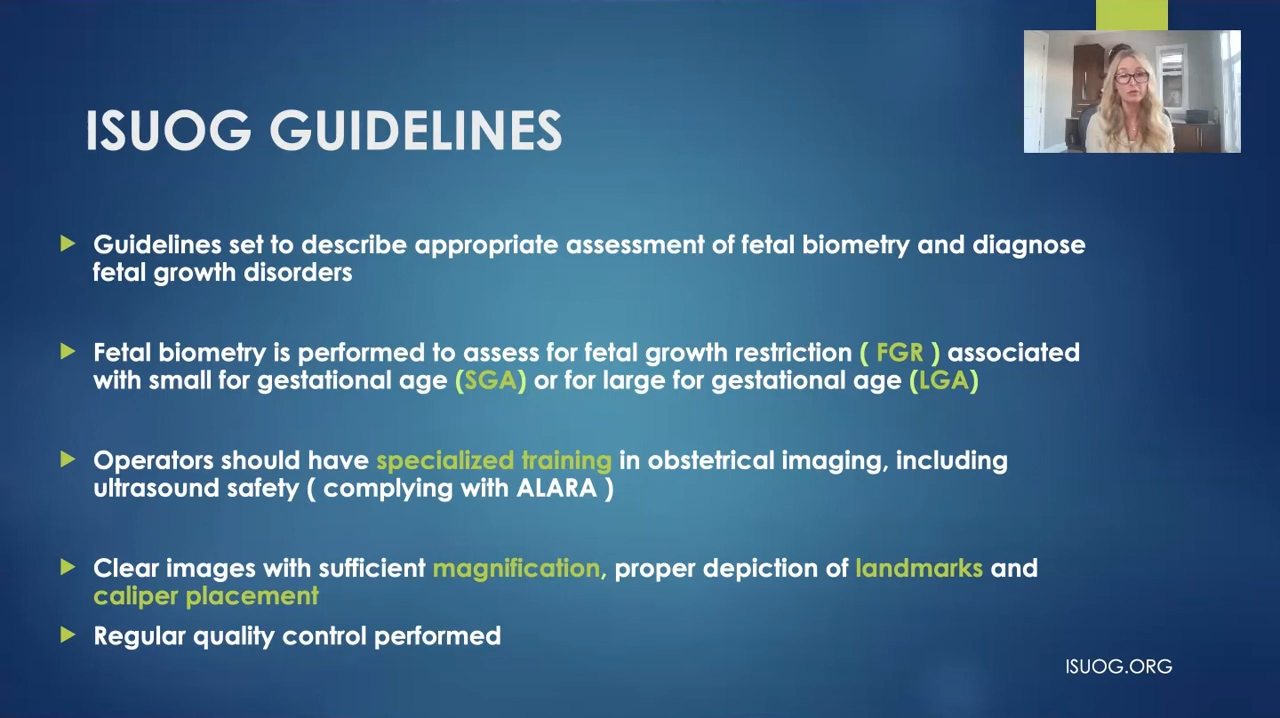 ISUOG GUIDELINES
Guidelines set to describe appropriate assessment of fetal biometry and diagnose
fetal growth disorders
Fetal biometry is performed to assess for fetal growth restriction ( FGR ) associated
with small for gestational age (SGA) or for large for gestational age (LGA)
Operators should have specialized training in obstetrical imaging, including
ultrasound safety ( complying with ALARA )
Clear images with sufficient magnification, proper depiction of landmarks and
caliper placement
Regular quality control performed
ISUOG.ORG